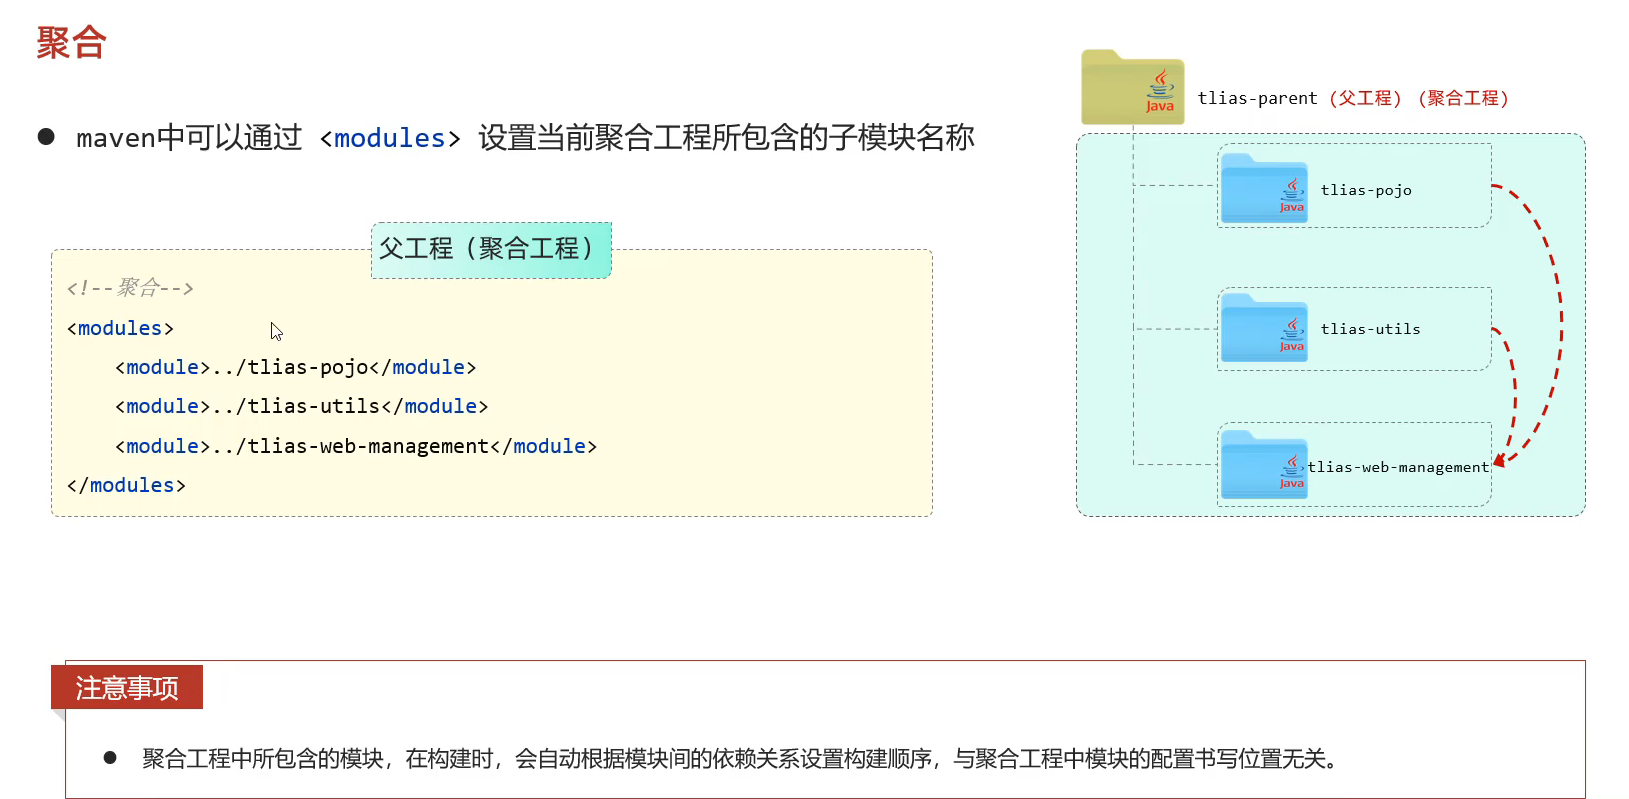 聚合
● maven中可以通过 <modules> 设置当前聚合工程所包含的子模块名称
父工程（聚合工程）
<!--聚合-->
<modules>
    <module>../tlias-pojo</module>
    <module>../tlias-utils</module>
    <module>../tlias-web-management</module>
</modules>
Java
tlias-parent（父工程）（聚合工程）
Java
tlias-pojo
Java
tlias-utils
Java
tlias-web-management
注意事项
● 聚合工程中所包含的模块，在构建时，会自动根据模块间的依赖关系设置构建顺序，与聚合工程中模块的配置书写位置无关。